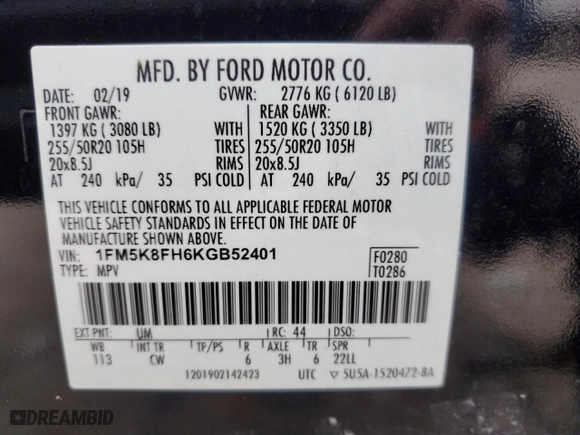 MFD. BY FORD MOTOR CO.
DATE: 02/19 GVWR: 2776 KG ( 6120 LB)
FRONT GAWR: REAR GAWR:
1397 KG ( 3080 LB) WITH 1520 KG ( 3350 LB) WITH
255/50R20 105H TIRES 255/50R20 105H TIRES
20x8.5J RIMS 20x8.5J RIMS
AT 240 kPa/ 35 PSI COLD AT 240 kPa/ 35 PSI COLD
THIS VEHICLE CONFORMS TO ALL APPLICABLE FEDERAL MOTOR
VEHICLE SAFETY STANDARDS IN EFFECT ON THE DATE OF
MANUFACTURE SHOWN ABOVE.
VIN: 1FM5K8FH6KGB52401 F0280
TYPE: MPV T0286
EXT PNT: UM RC: 44 DSO:
WB INT TR TP/PS R AXLE TR SPR
113 CW 6 3H 6 22LL
1201902142423 UTC ▽ 5U5A-1520472-BA
DREAMBID